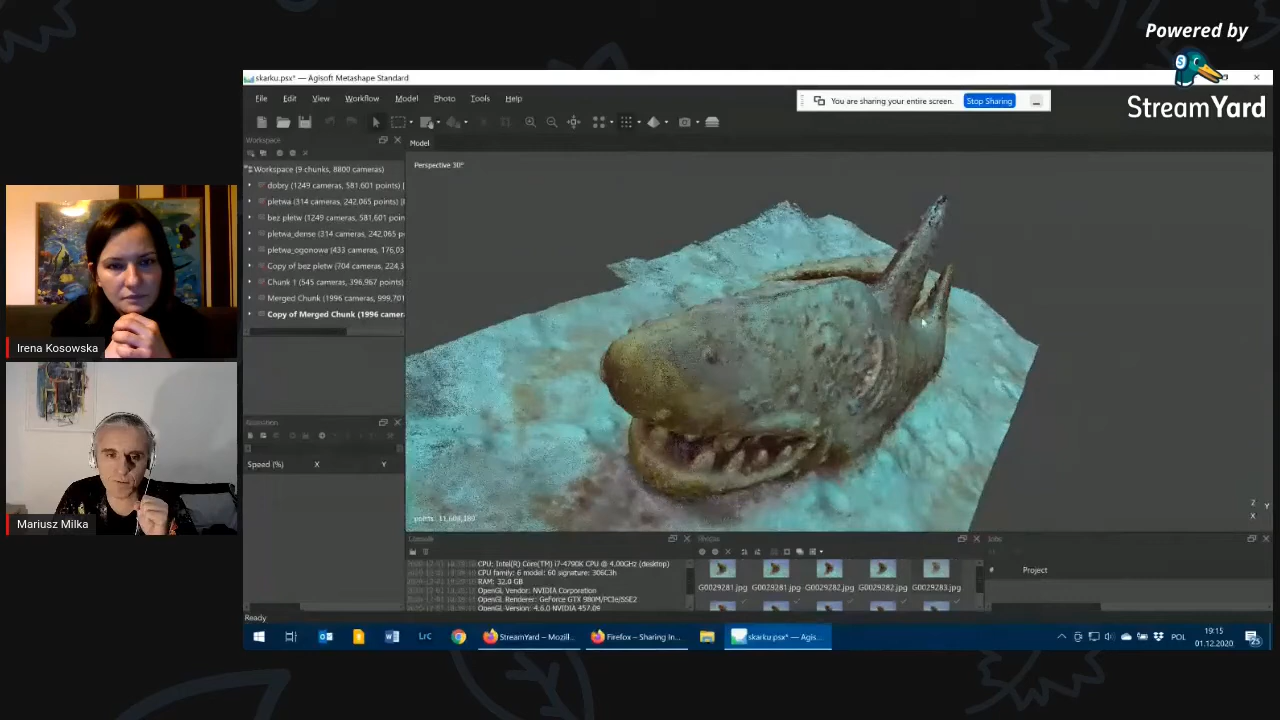 Powered by
StreamYard
skarku.psx* — Agisoft Metashape Standard
File Edit View Workflow Model Photo Tools Help
You are sharing your entire screen. Stop Sharing
Workspace
Model
Perspective 30°
Workspace (9 chunks, 8800 cameras)
dobry (1249 cameras, 581,601 points)
pletwa (314 cameras, 242,065 points)
bez pletw (1249 cameras, 581,601 poin
pletwa_dense (314 cameras, 242,065 p
pletwa_ogonowa (433 cameras, 176,03
Copy of bez pletw (704 cameras, 224,3
Chunk 1 (545 cameras, 396,967 points)
Merged Chunk (1996 cameras, 999,701
Copy of Merged Chunk (1996 camera
Speed (%) X Y
Irena Kosowska
Mariusz Milka
Z
Y
X
Console
Photos
Jobs
CPU: Intel(R) Core(TM) i7-4790K CPU @ 4.00GHz (desktop)
CPU family: 6 model: 60 signature: 306C3h
RAM: 32.0 GB
OpenGL Vendor: NVIDIA Corporation
OpenGL Renderer: GeForce GTX 980M/PCIe/SSE2
OpenGL Version: 4.6.0 NVIDIA 457.09
G0029281.jpg G0029281.jpg G0029282.jpg G0029282.jpg G0029283.jpg
# Project
Ready
LrC
StreamYard – Mozill...
Firefox – Sharing In...
skarku.psx* — Agis...
POL
19:15
01.12.2020